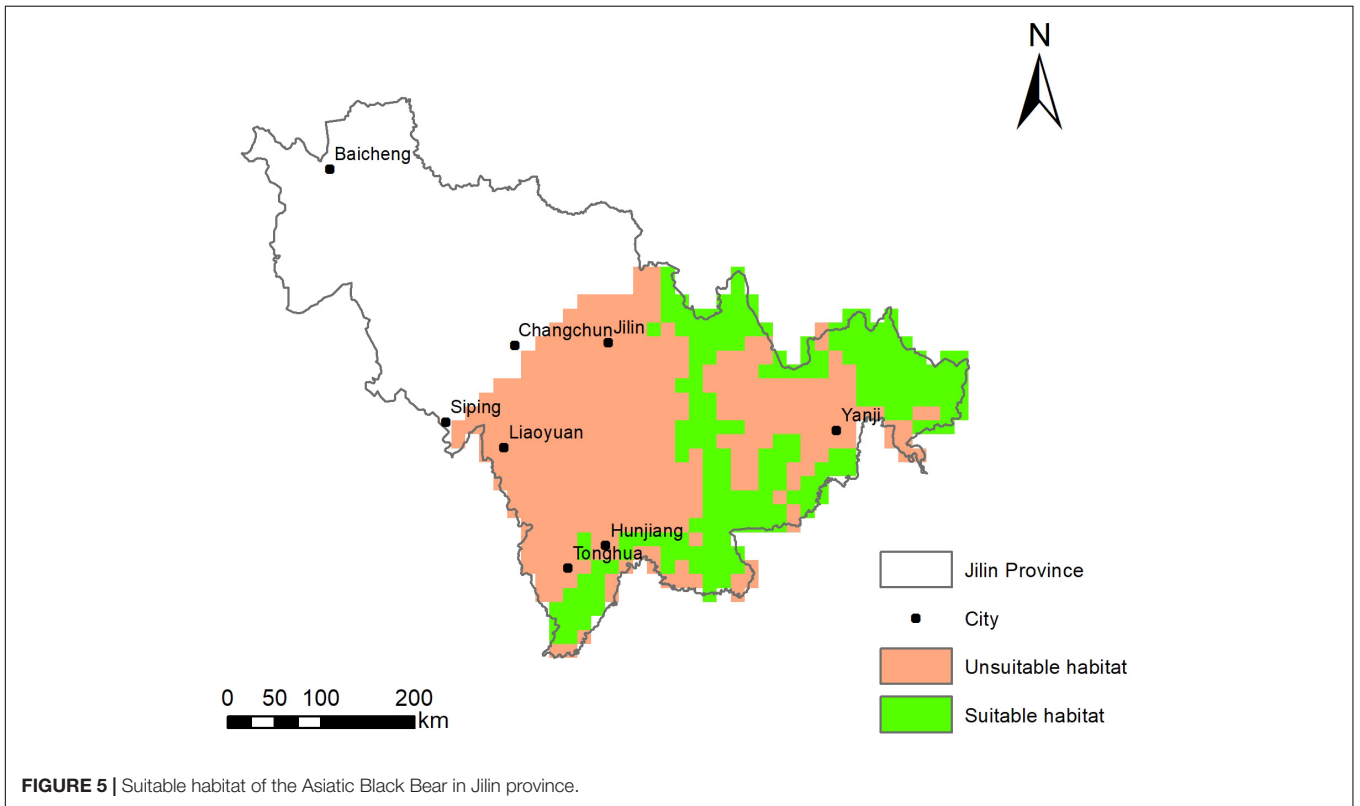 N
Baicheng
Changchun Jilin
Siping
Liaoyuan
Yanji
Hunjiang
Tonghua
Jilin Province
City
Unsuitable habitat
Suitable habitat
0 50 100 200
km
FIGURE 5 | Suitable habitat of the Asiatic Black Bear in Jilin province.